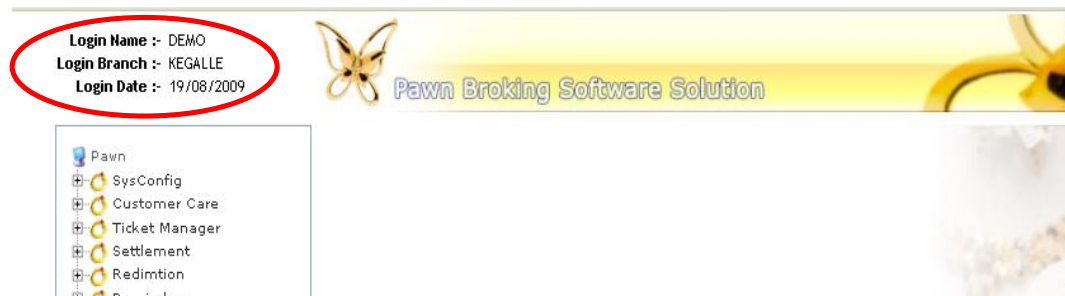 Login Name :- DEMO
Login Branch :- KEGALLE
Login Date :- 19/08/2009
Pawn Broking Software Solution
Pawn
SysConfig
Customer Care
Ticket Manager
Settlement
Redimtion